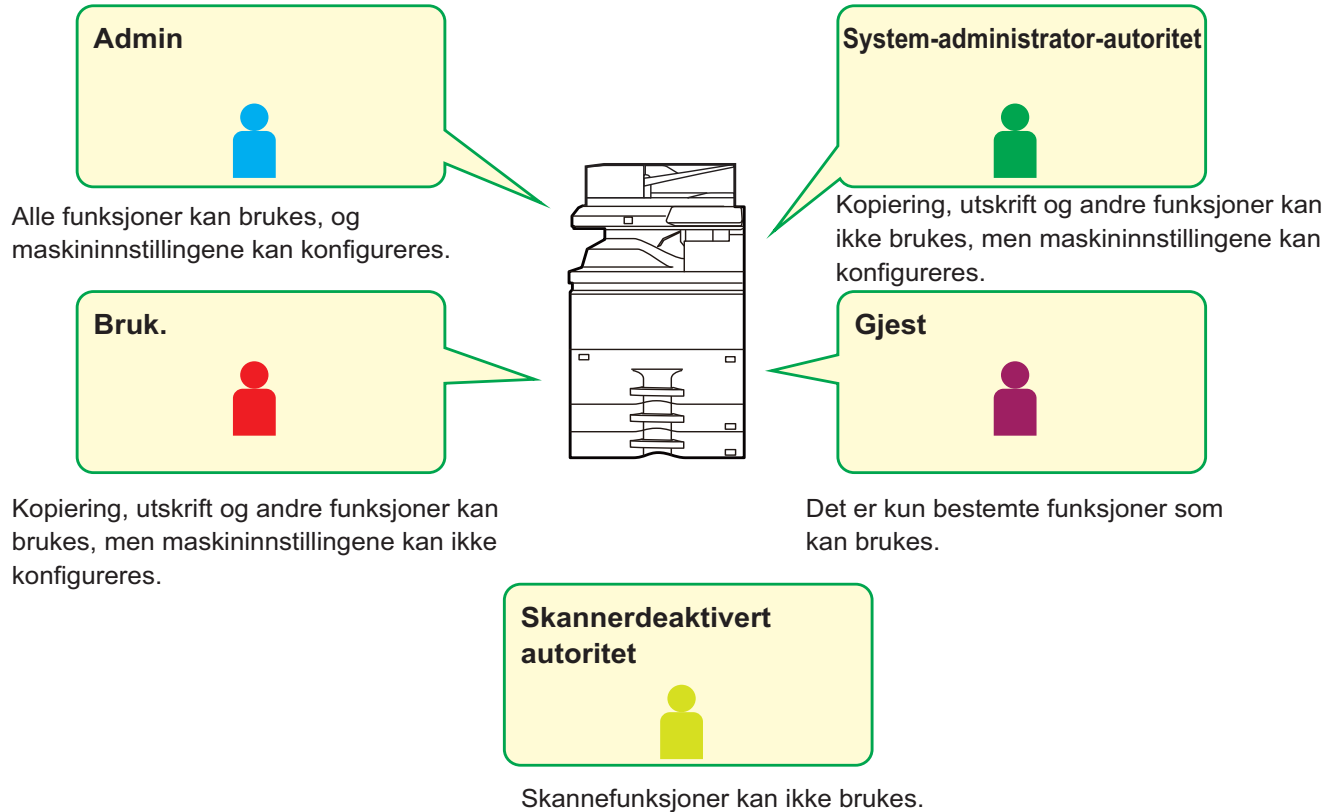 Admin
Alle funksjoner kan brukes, og
maskininnstillingene kan konfigureres.
System-administrator-autoritet
Kopiering, utskrift og andre funksjoner kan
ikke brukes, men maskininnstillingene kan
konfigureres.
Bruk.
Kopiering, utskrift og andre funksjoner kan
brukes, men maskininnstillingene kan ikke
konfigureres.
Gjest
Det er kun bestemte funksjoner som
kan brukes.
Skannerdeaktivert
autoritet
Skannefunksjoner kan ikke brukes.